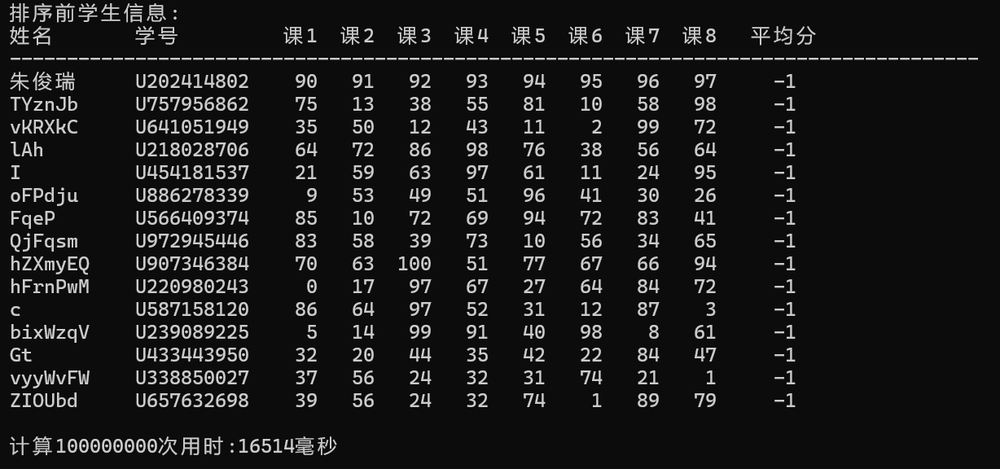 排序前学生信息:
姓名 学号 课1 课2 课3 课4 课5 课6 课7 课8 平均分
-------------------------------------------------------------------------------------
朱俊瑞 U202414802 90 91 92 93 94 95 96 97 -1
TYznJb U757956862 75 13 38 55 81 10 58 98 -1
vKRXkC U641051949 35 50 12 43 11 2 99 72 -1
lAh U218028706 64 72 86 98 76 38 56 64 -1
I U454181537 21 59 63 97 61 11 24 95 -1
oFPdju U886278339 9 53 49 51 96 41 30 26 -1
FqeP U566409374 85 10 72 69 94 72 83 41 -1
QjFqsm U972945446 83 58 39 73 10 56 34 65 -1
hZXmyEQ U907346384 70 63 100 51 77 67 66 94 -1
hFrnPwM U220980243 0 17 97 67 27 64 84 72 -1
c U587158120 86 64 97 52 31 12 87 3 -1
bixWzqV U239089225 5 14 99 91 40 98 8 61 -1
Gt U433443950 32 20 44 35 42 22 84 47 -1
vyyWvFW U338850027 37 56 24 32 31 74 21 1 -1
ZIOUbd U657632698 39 56 24 32 74 1 89 79 -1
计算100000000次用时:16514毫秒